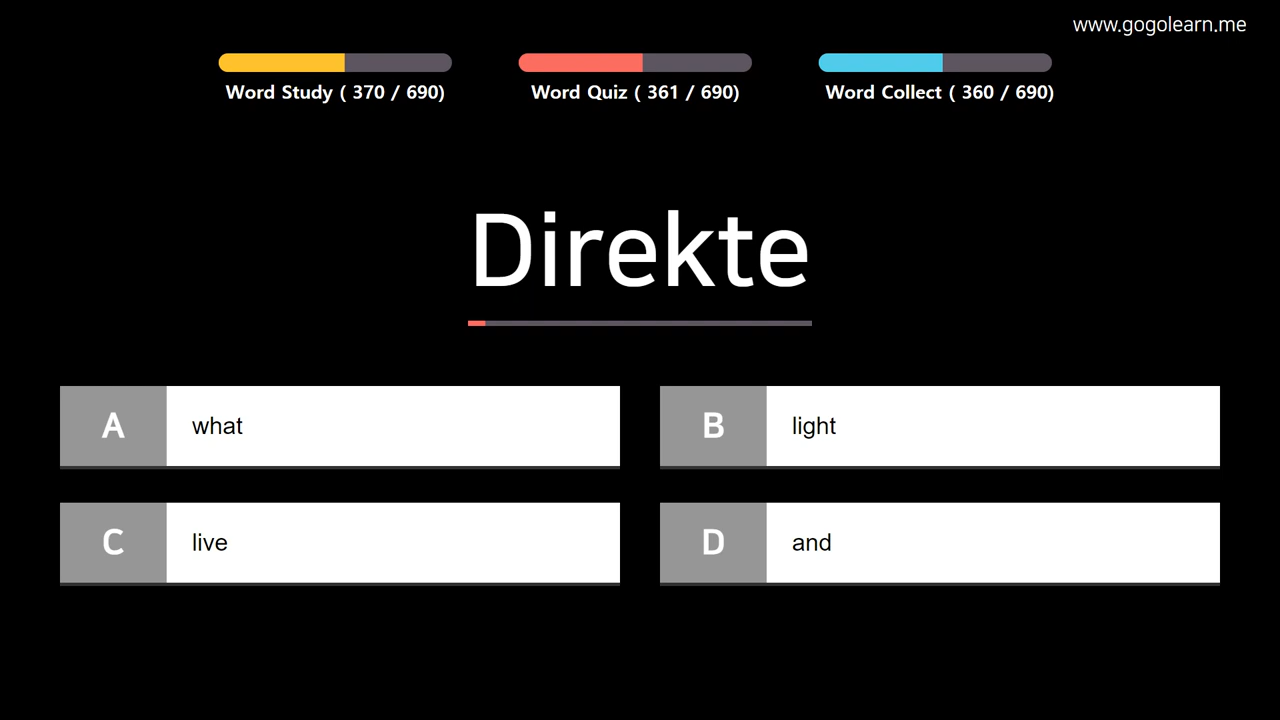 www.gogolearn.me
Word Study ( 370 / 690)
Word Quiz ( 361 / 690)
Word Collect ( 360 / 690)
Direkte
A what
B light
C live
D and